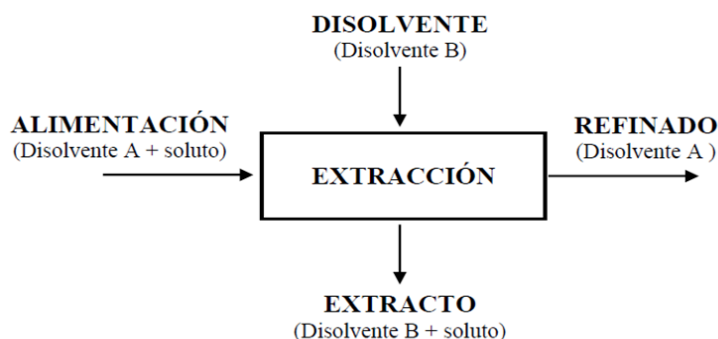 DISOLVENTE
(Disolvente B)
ALIMENTACIÓN
(Disolvente A + soluto)
EXTRACCIÓN
REFINADO
(Disolvente A )
EXTRACTO
(Disolvente B + soluto)